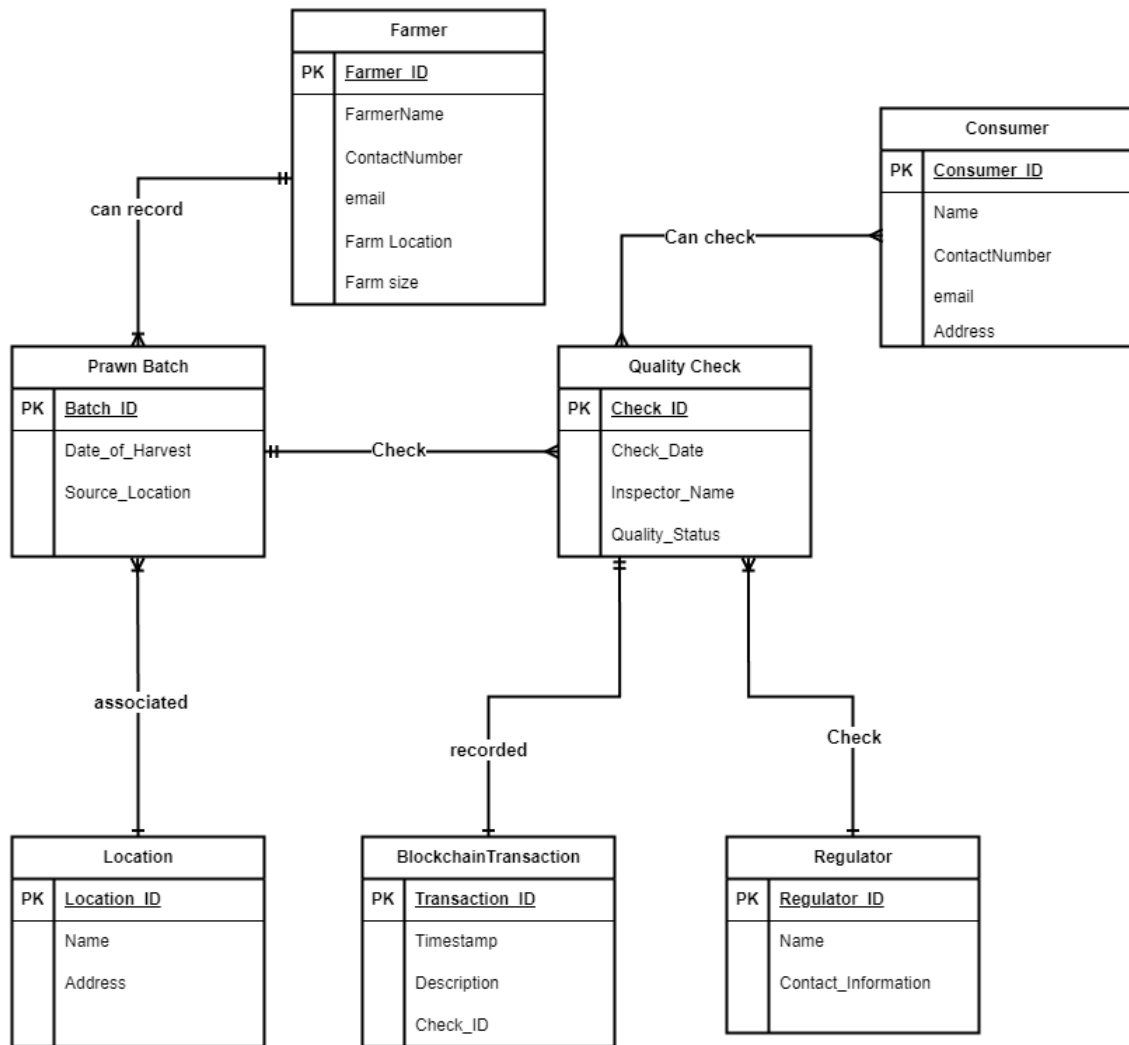 Farmer
PK Farmer_ID
FarmerName
ContactNumber
email
Farm Location
Farm size
Consumer
PK Consumer_ID
Name
ContactNumber
email
Address
can record
Can check
Prawn Batch
PK Batch_ID
Date_of_Harvest
Source_Location
Check
Quality Check
PK Check_ID
Check_Date
Inspector_Name
Quality_Status
associated
recorded
Check
Location
PK Location_ID
Name
Address
BlockchainTransaction
PK Transaction_ID
Timestamp
Description
Check_ID
Regulator
PK Regulator_ID
Name
Contact_Information